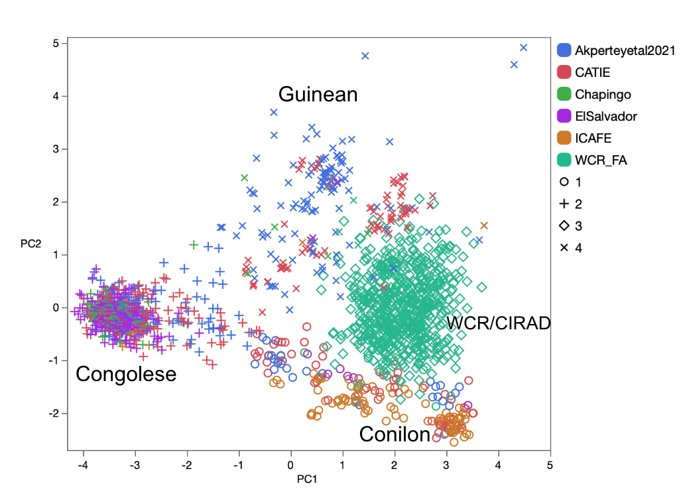 5
4
3
2
1
0
-1
-2
PC2
-4 -3 -2 -1 0 1 2 3 4 5
PC1
Guinean
WCR/CIRAD
Congolese
Conilon
Akperteyetal2021
CATIE
Chapingo
ElSalvador
ICAFE
WCR_FA
1
2
3
4